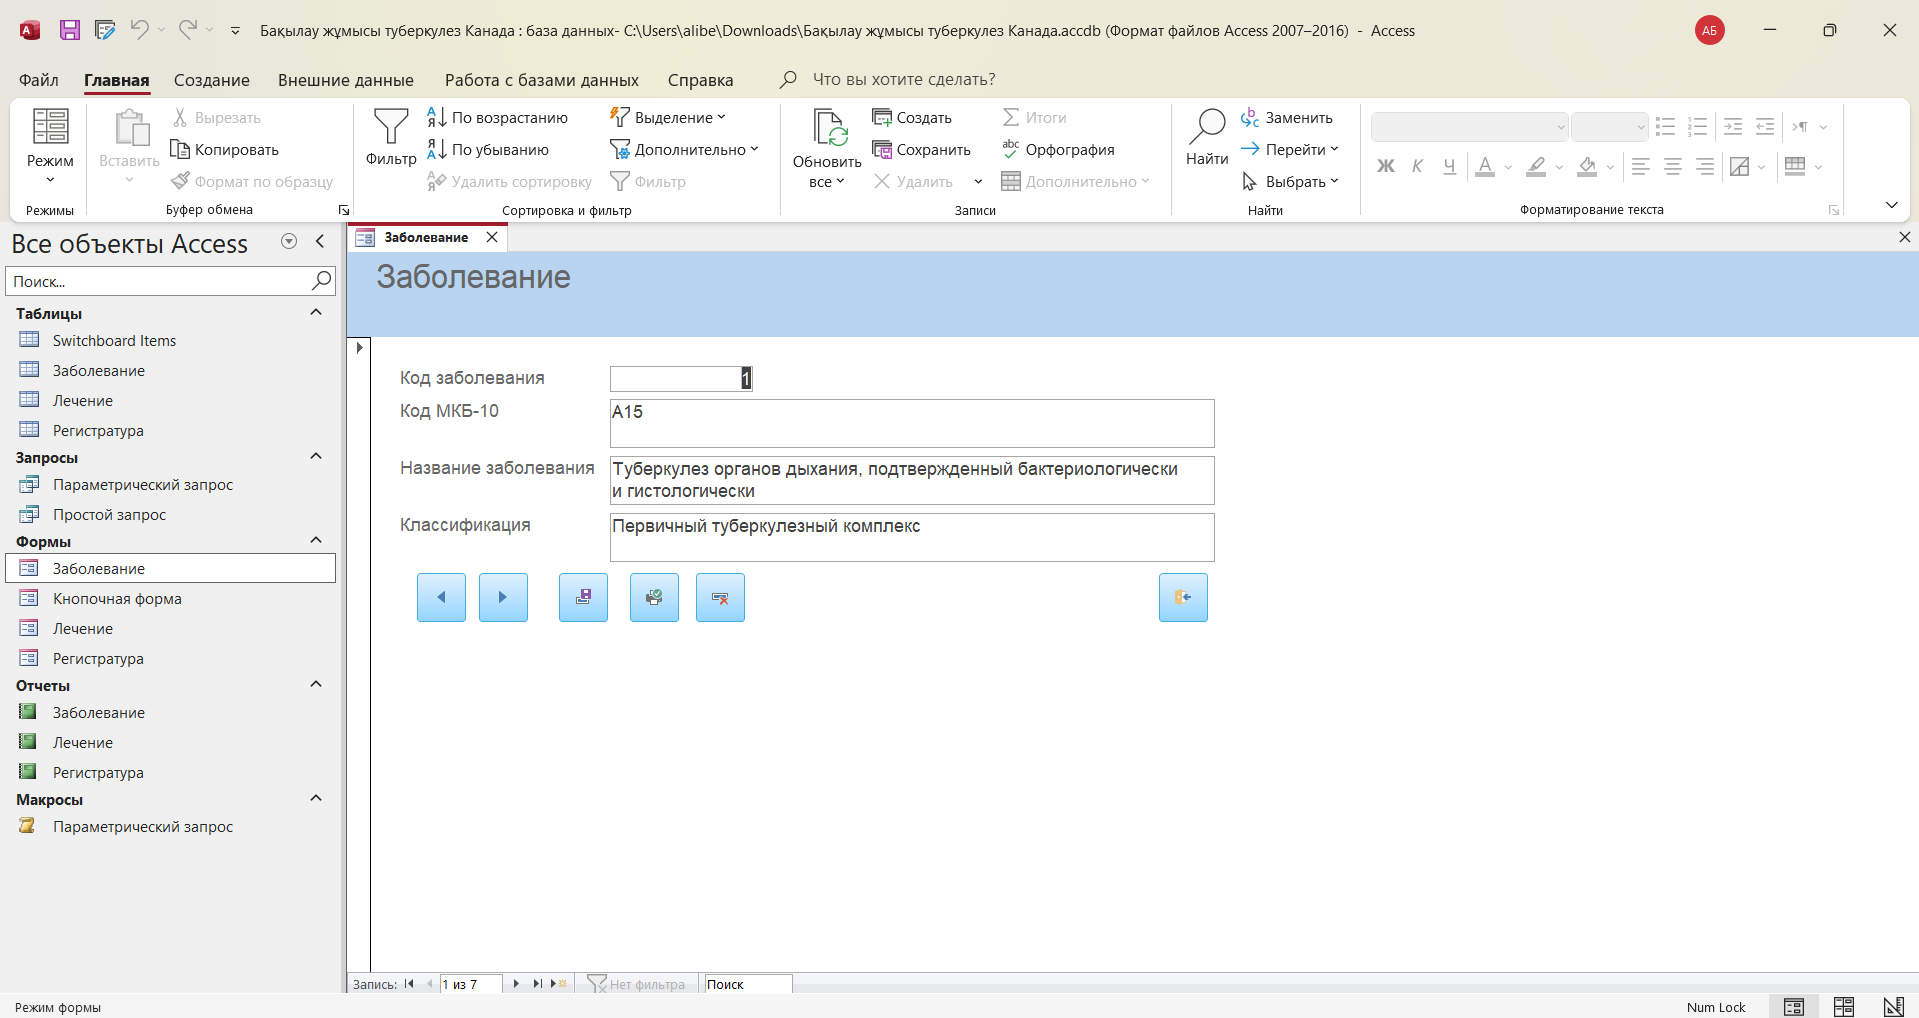 Бақылау жұмысы туберкулез Канада : база данных- C:\Users\alibe\Downloads\Бақылау жұмысы туберкулез Канада.accdb (Формат файлов Access 2007–2016) - Access
АБ
Файл Главная Создание Внешние данные Работа с базами данных Справка Что вы хотите сделать?
Режим
Режимы
Вставить
Вырезать
Копировать
Формат по образцу
Буфер обмена
Фильтр
По возрастанию
По убыванию
Удалить сортировку
Выделение
Дополнительно
Фильтр
Сортировка и фильтр
Обновить
все
Создать
Сохранить
Удалить
Итоги
Орфография
Дополнительно
Записи
Найти
Заменить
Перейти
Выбрать
Найти
Ж К Ч A
Форматирование текста
Все объекты Access
Поиск...
Таблицы
Switchboard Items
Заболевание
Лечение
Регистратура
Запросы
Параметрический запрос
Простой запрос
Формы
Заболевание
Кнопочная форма
Лечение
Регистратура
Отчеты
Заболевание
Лечение
Регистратура
Макросы
Параметрический запрос
Заболевание
Заболевание
Код заболевания 1
Код МКБ-10 A15
Название заболевания Туберкулез органов дыхания, подтвержденный бактериологически
и гистологически
Классификация Первичный туберкулезный комплекс
Запись: 1 из 7 Нет фильтра Поиск
Режим формы Num Lock